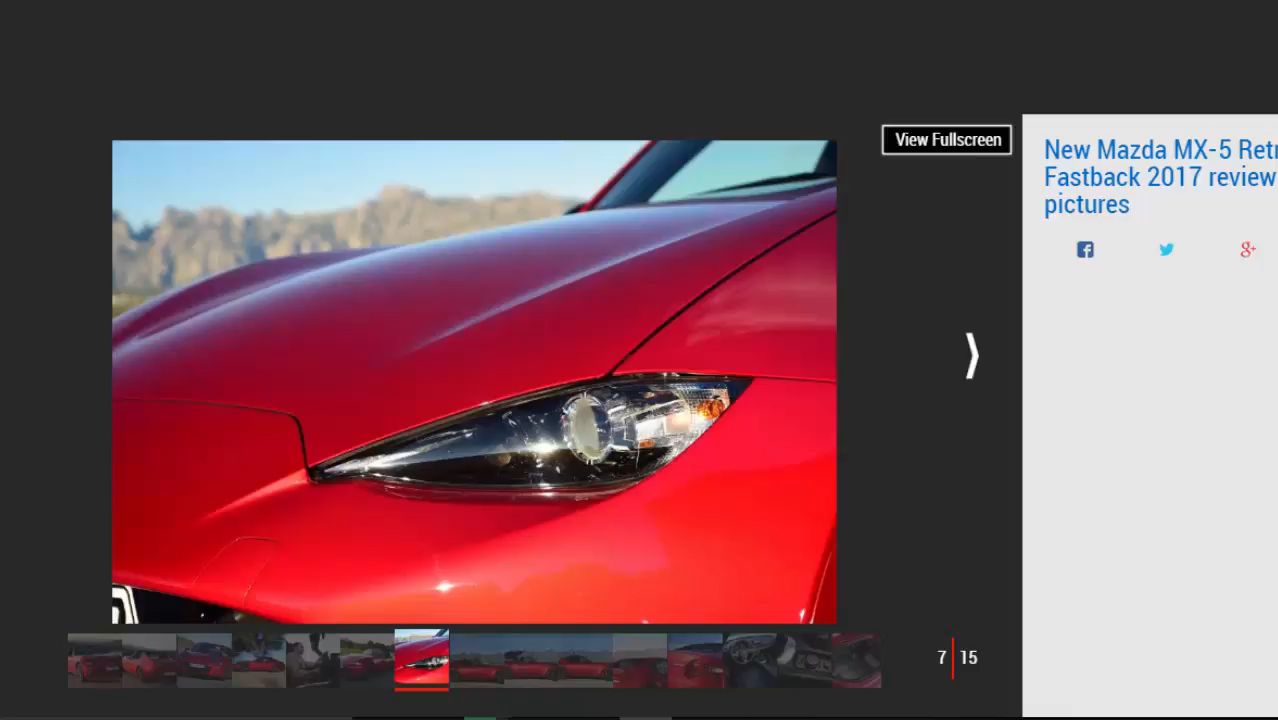 View Fullscreen
New Mazda MX-5 Retr
Fastback 2017 review
pictures
7 15